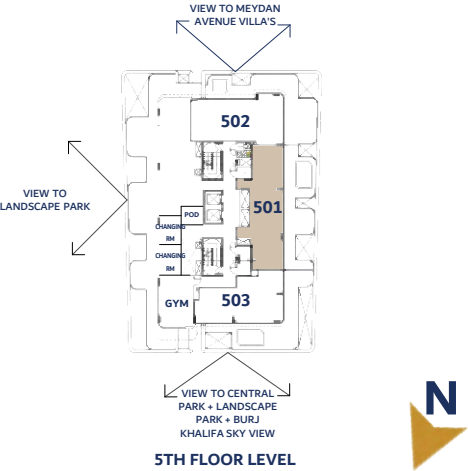 VIEW TO MEYDAN
AVENUE VILLA'S
502
VIEW TO
LANDSCAPE PARK
501
POD
CHANGING
RM
CHANGING
RM
GYM
503
VIEW TO CENTRAL
PARK + LANDSCAPE
PARK + BURJ
KHALIFA SKY VIEW
5TH FLOOR LEVEL
N